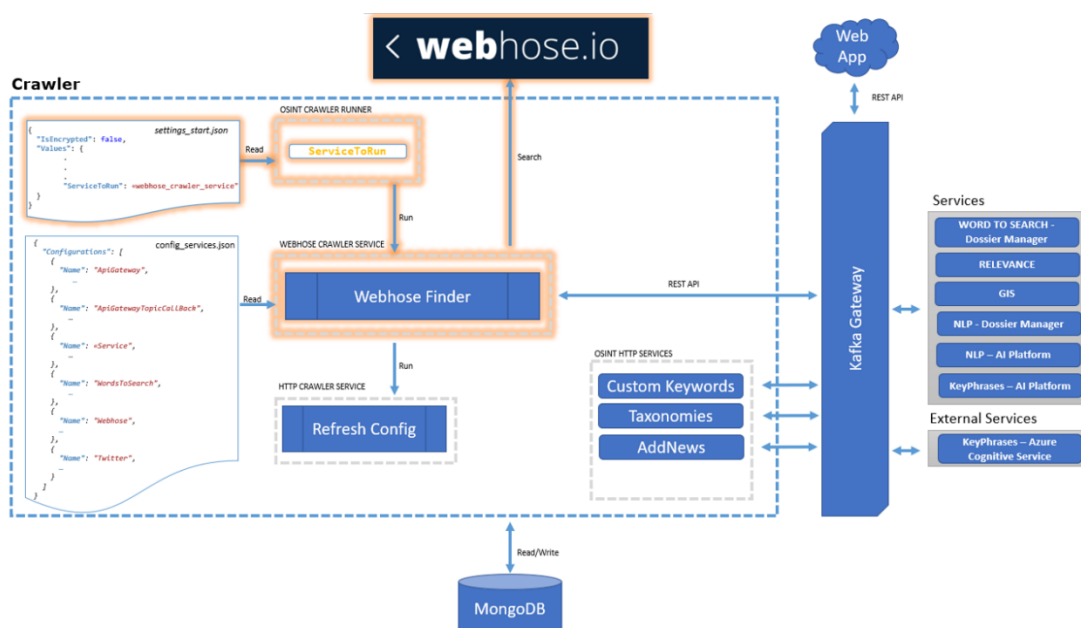 < webhose.io
Web
App
Crawler
REST API
OSINT CRAWLER RUNNER
settings_start.json
{
"IsEncrypted": false,
"Values": {
.
.
.
"ServiceToRun": «webhose_crawler_service"
}
}
Read
ServiceToRun
Search
Run
Services
WORD TO SEARCH -
Dossier Manager
RELEVANCE
GIS
NLP - Dossier Manager
NLP – AI Platform
KeyPhrases – AI Platform
External Services
KeyPhrases – Azure
Cognitive Service
config_services.json
{
"Configurations": [
{
"Name": "ApiGateway",
…
},
{
"Name": "ApiGatewayTopicCallBack"
…
},
{
"Name": «Service",
…
},
{
"Name": "WordsToSearch",
…
},
{
"Name": "Webhose",
…
},
{
"Name": "Twitter",
…
}
]
}
Read
WEBHOSE CRAWLER SERVICE
Webhose Finder
REST API
Kafka Gateway
Run
HTTP CRAWLER SERVICE
Refresh Config
OSINT HTTP SERVICES
Custom Keywords
Taxonomies
AddNews
Read/Write
MongoDB